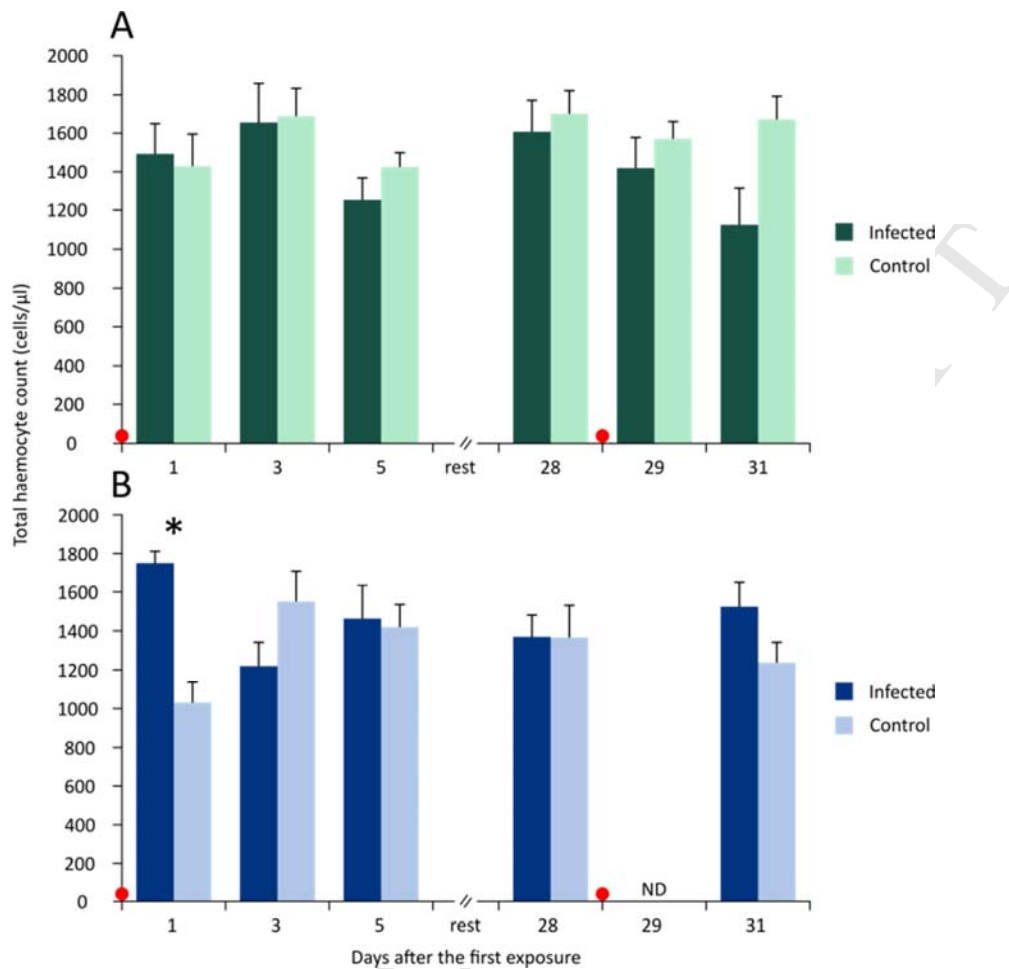 A
2000
1800
1600
1400
1200
1000
800
600
400
200
0
1 3 5 rest // 28 29 31
Infected
Control
Total haemocyte count (cells/µl)
B
2000
*
1800
1600
1400
1200
1000
800
600
400
200
0
ND
1 3 5 rest // 28 29 31
Infected
Control
Days after the first exposure